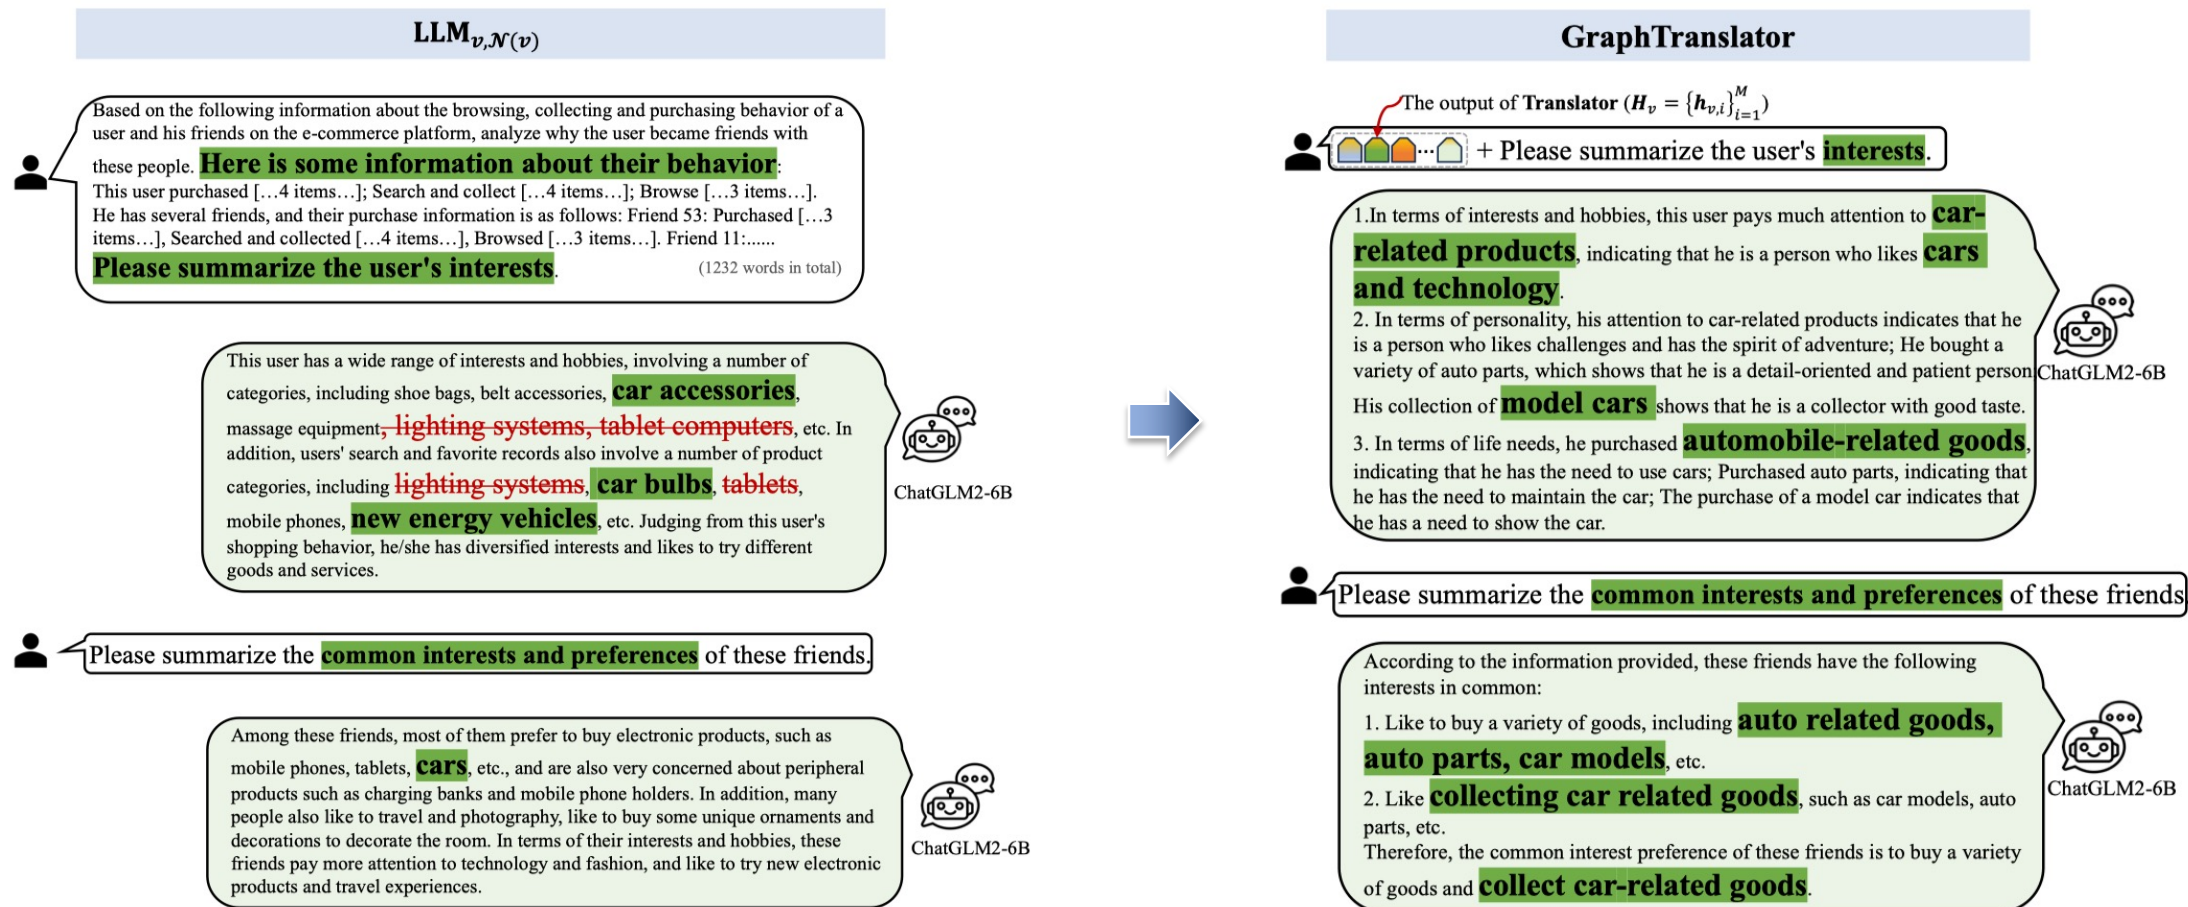 LLM𝑣,𝒩(𝑣)
Based on the following information about the browsing, collecting and purchasing behavior of a
user and his friends on the e-commerce platform, analyze why the user became friends with
these people. Here is some information about their behavior:
This user purchased […4 items…]; Search and collect […4 items…]; Browse […3 items…].
He has several friends, and their purchase information is as follows: Friend 53: Purchased […3
items…], Searched and collected […4 items…], Browsed […3 items…]. Friend 11:......
Please summarize the user's interests.
(1232 words in total)
This user has a wide range of interests and hobbies, involving a number of
categories, including shoe bags, belt accessories, car accessories,
massage equipment, lighting systems, tablet computers, etc. In
addition, users' search and favorite records also involve a number of product
categories, including lighting systems, car bulbs, tablets,
mobile phones, new energy vehicles, etc. Judging from this user's
shopping behavior, he/she has diversified interests and likes to try different
goods and services.
ChatGLM2-6B
Please summarize the common interests and preferences of these friends.
Among these friends, most of them prefer to buy electronic products, such as
mobile phones, tablets, cars, etc., and are also very concerned about peripheral
products such as charging banks and mobile phone holders. In addition, many
people also like to travel and photography, like to buy some unique ornaments and
decorations to decorate the room. In terms of their interests and hobbies, these
friends pay more attention to technology and fashion, and like to try new electronic
products and travel experiences.
ChatGLM2-6B
GraphTranslator
The output of Translator (𝑯𝑣 = {𝒉𝑣,𝑖}ᴹ𝑖=1)
... + Please summarize the user's interests.
1.In terms of interests and hobbies, this user pays much attention to car-
related products, indicating that he is a person who likes cars
and technology.
2. In terms of personality, his attention to car-related products indicates that he
is a person who likes challenges and has the spirit of adventure; He bought a
variety of auto parts, which shows that he is a detail-oriented and patient person
His collection of model cars shows that he is a collector with good taste.
3. In terms of life needs, he purchased automobile-related goods,
indicating that he has the need to use cars; Purchased auto parts, indicating that
he has the need to maintain the car; The purchase of a model car indicates that
he has a need to show the car.
ChatGLM2-6B
Please summarize the common interests and preferences of these friends
According to the information provided, these friends have the following
interests in common:
1. Like to buy a variety of goods, including auto related goods,
auto parts, car models, etc.
2. Like collecting car related goods, such as car models, auto
parts, etc.
Therefore, the common interest preference of these friends is to buy a variety
of goods and collect car-related goods.
ChatGLM2-6B